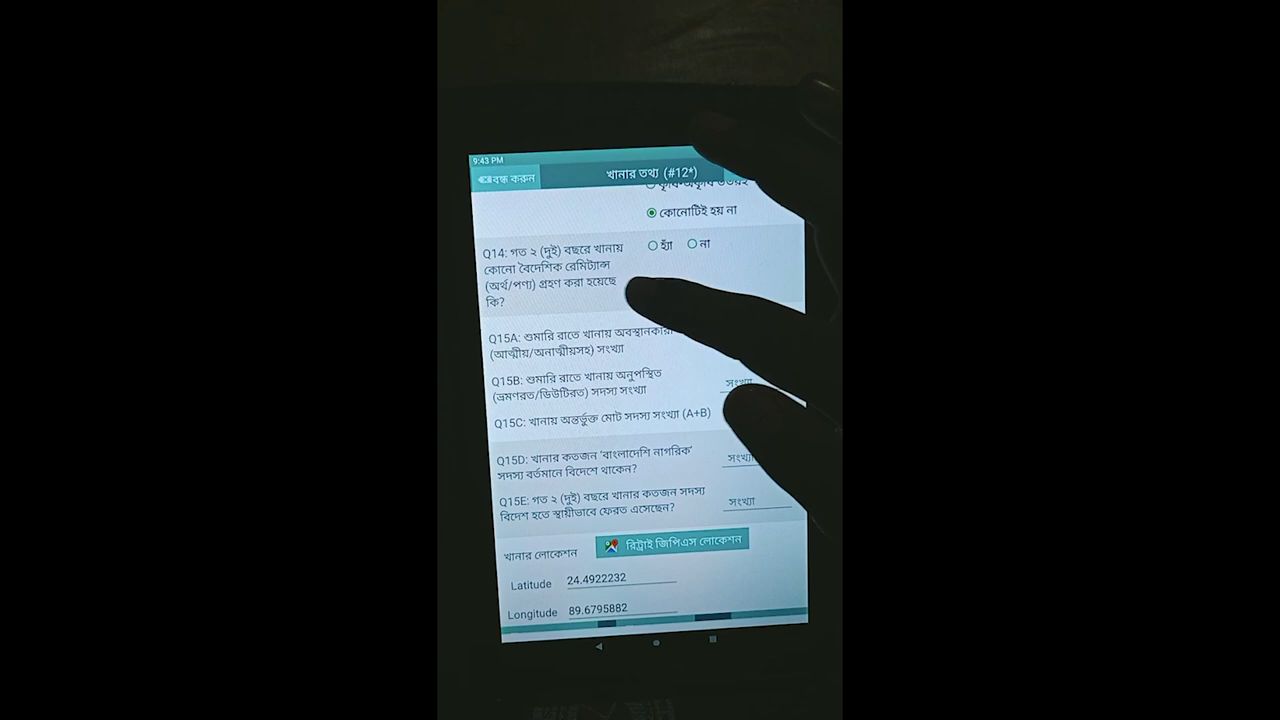 9:43 PM
বন্ধ করুন
খানার তথ্য (#12*)
কৃষি-অকৃষি উভয়ই
কোনোটিই হয় না
Q14: গত ২ (দুই) বছরে খানায়
কোনো বৈদেশিক রেমিট্যান্স
(অর্থ/পণ্য) গ্রহণ করা হয়েছে
কি?
হ্যাঁ না
Q15A: শুমারি রাতে খানায় অবস্থানকারী
(আত্মীয়/অনাত্মীয়সহ) সংখ্যা
Q15B: শুমারি রাতে খানায় অনুপস্থিত
(ভ্রমণরত/ডিউটিরত) সদস্য সংখ্যা
সংখ্যা
Q15C: খানায় অন্তর্ভুক্ত মোট সদস্য সংখ্যা (A+B)
Q15D: খানার কতজন 'বাংলাদেশি নাগরিক'
সদস্য বর্তমানে বিদেশে থাকেন?
সংখ্যা
Q15E: গত ২ (দুই) বছরে খানার কতজন সদস্য
বিদেশ হতে স্থায়ীভাবে ফেরত এসেছেন?
সংখ্যা
খানার লোকেশন
রিট্রাই জিপিএস লোকেশন
Latitude 24.4922232
Longitude 89.6795882